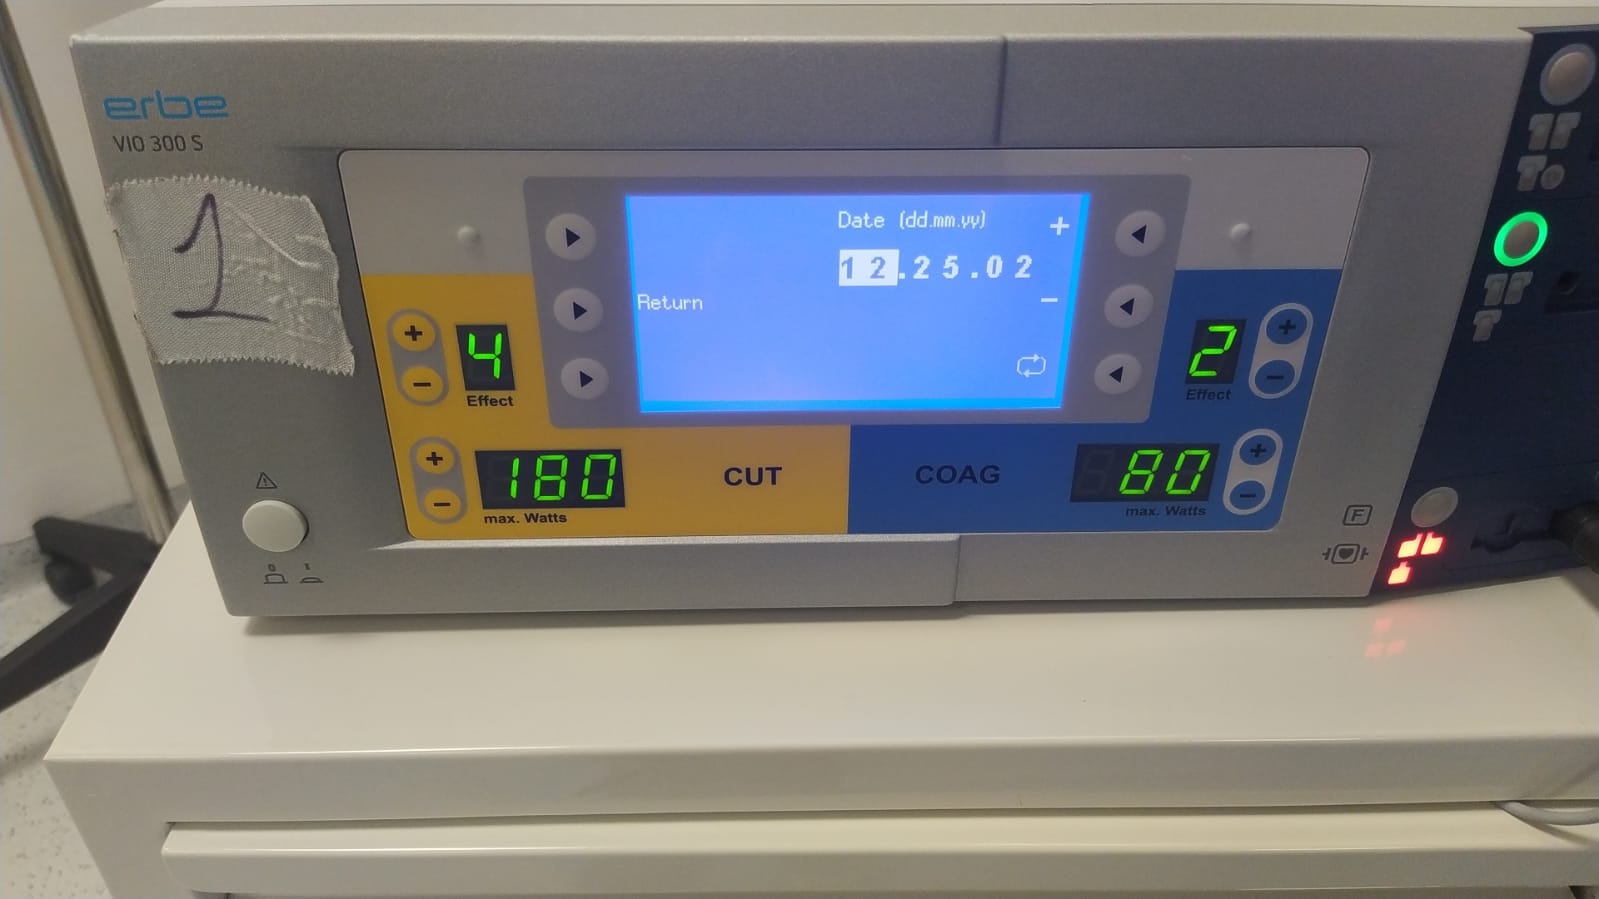 erbe
VIO 300 S
1
Date (dd.mm.yy) +
12.25.02
Return −
4
Effect
2
Effect
180
max. Watts
CUT
COAG
80
max. Watts
0 I
F